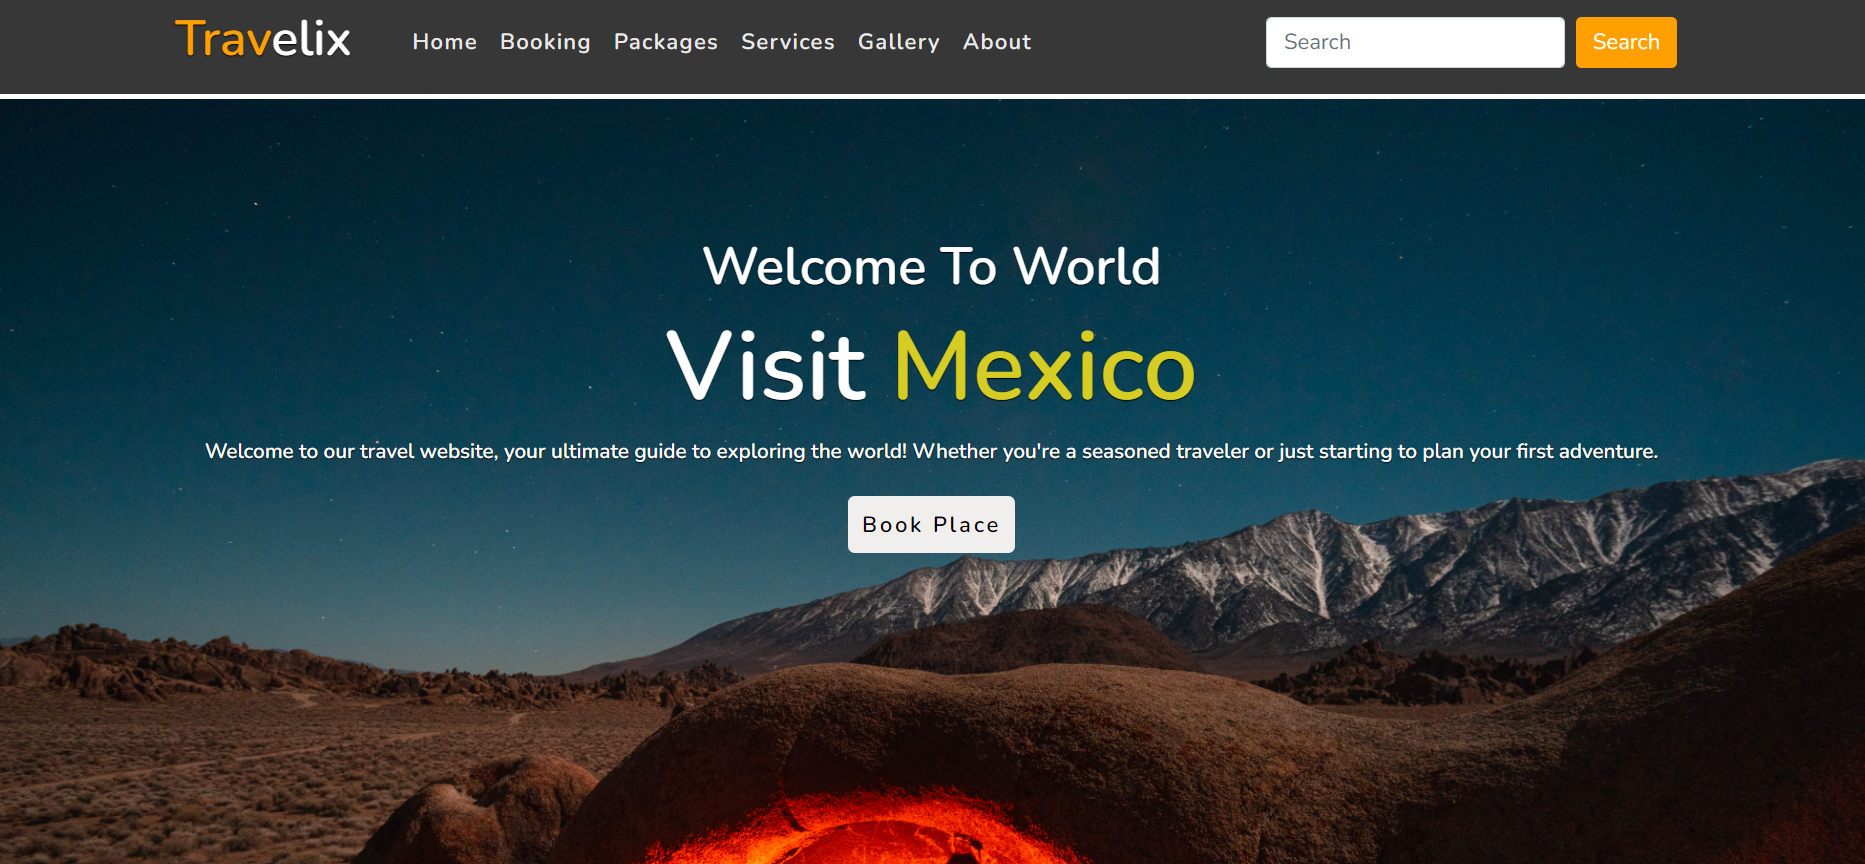 Travelix Home Booking Packages Services Gallery About Search Search
Welcome To World
Visit Mexico
Welcome to our travel website, your ultimate guide to exploring the world! Whether you're a seasoned traveler or just starting to plan your first adventure.
Book Place